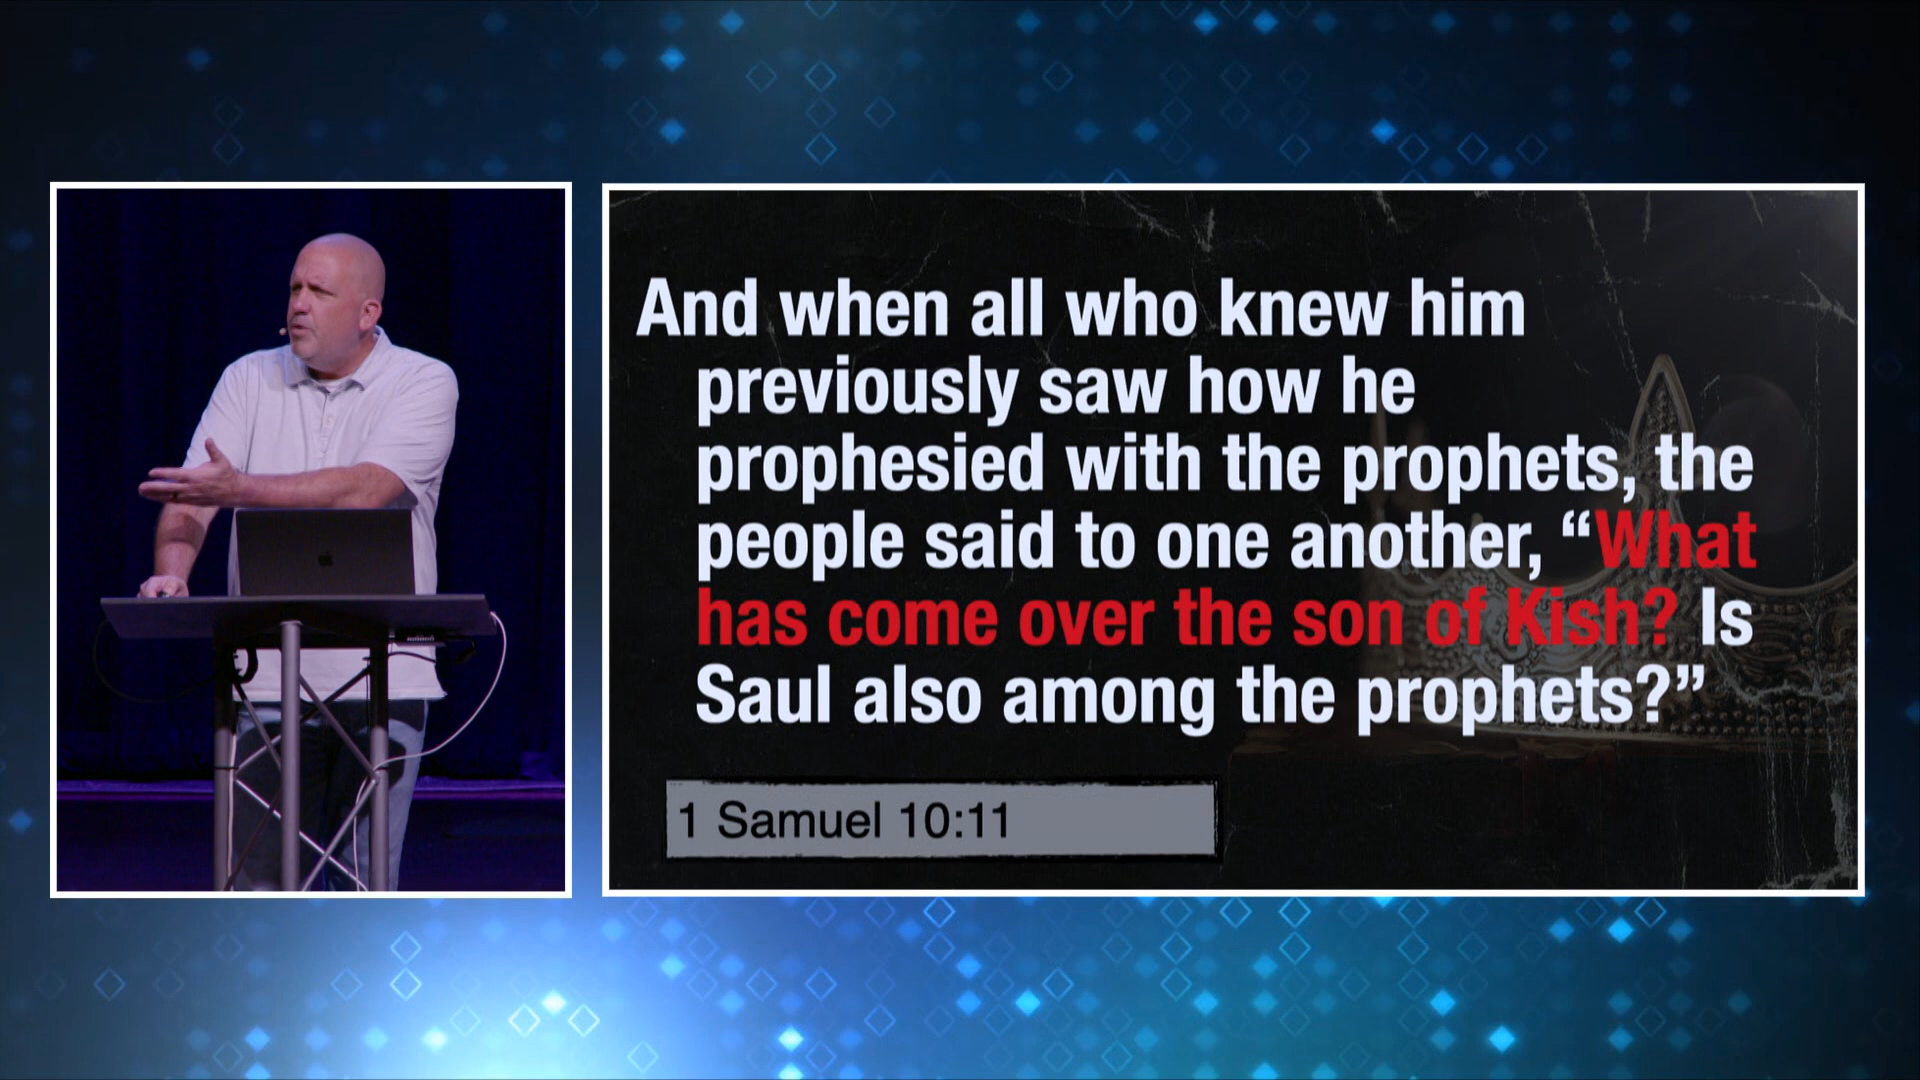 And when all who knew him
previously saw how he
prophesied with the prophets, the
people said to one another, “What
has come over the son of Kish? Is
Saul also among the prophets?”
1 Samuel 10:11